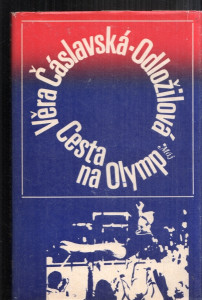 Věra Čáslavská-Odložilová
Cesta
na Olymp